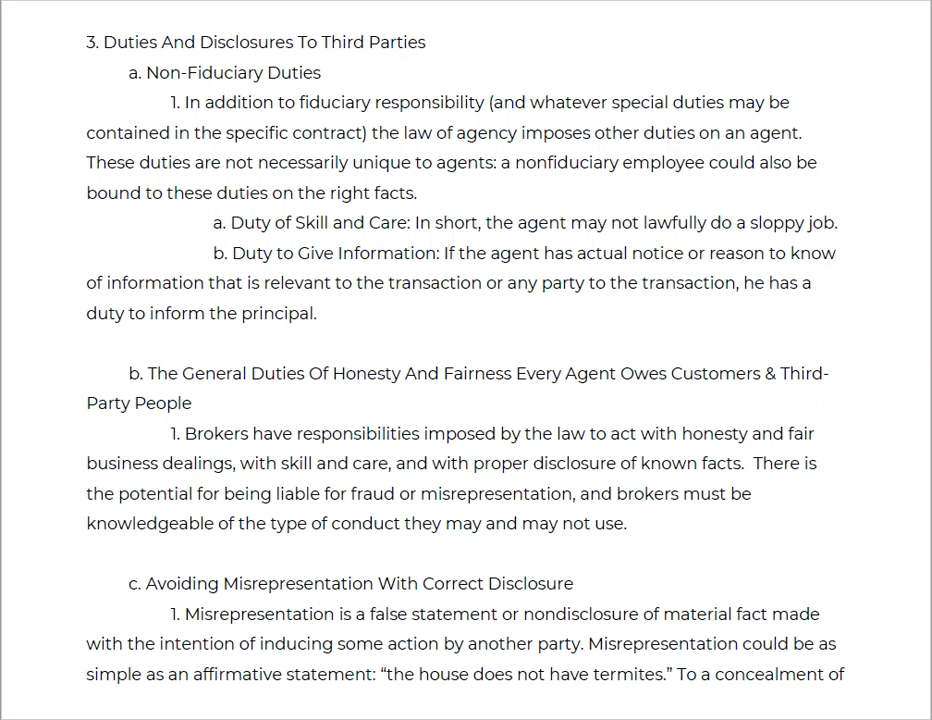 3. Duties And Disclosures To Third Parties
a. Non-Fiduciary Duties
1. In addition to fiduciary responsibility (and whatever special duties may be
contained in the specific contract) the law of agency imposes other duties on an agent.
These duties are not necessarily unique to agents: a nonfiduciary employee could also be
bound to these duties on the right facts.
a. Duty of Skill and Care: In short, the agent may not lawfully do a sloppy job.
b. Duty to Give Information: If the agent has actual notice or reason to know
of information that is relevant to the transaction or any party to the transaction, he has a
duty to inform the principal.
b. The General Duties Of Honesty And Fairness Every Agent Owes Customers & Third-
Party People
1. Brokers have responsibilities imposed by the law to act with honesty and fair
business dealings, with skill and care, and with proper disclosure of known facts.  There is
the potential for being liable for fraud or misrepresentation, and brokers must be
knowledgeable of the type of conduct they may and may not use.
c. Avoiding Misrepresentation With Correct Disclosure
1. Misrepresentation is a false statement or nondisclosure of material fact made
with the intention of inducing some action by another party. Misrepresentation could be as
simple as an affirmative statement: “the house does not have termites.” To a concealment of